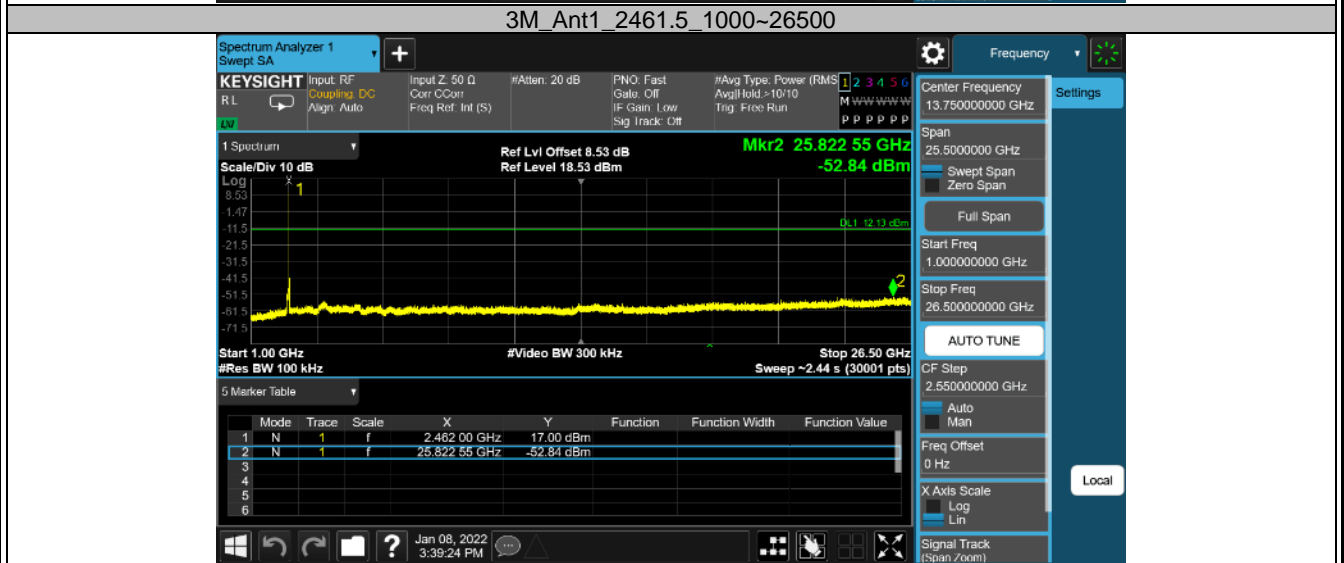 3M_Ant1_2461.5_1000~26500
Spectrum Analyzer 1
Swept SA
Frequency
KEYSIGHT
R L
Input: RF
Coupling: DC
Align: Auto
Input Z: 50 Ω
Corr CCorr
Freq Ref: Int (S)
#Atten: 20 dB
PNO: Fast
Gate: Off
IF Gain: Low
Sig Track: Off
#Avg Type: Power (RMS
Avg|Hold:>10/10
Trig: Free Run
1 2 3 4 5 6
M W W W W W
P P P P P P
1 Spectrum
Scale/Div 10 dB
Ref Lvl Offset 8.53 dB
Ref Level 18.53 dBm
Mkr2 25.822 55 GHz
-52.84 dBm
Log
1
8.53
-1.47
-11.5
-21.5
-31.5
-41.5
-51.5
-61.5
-71.5
DL1 -12.13 dBm
2
Start 1.00 GHz
#Res BW 100 kHz
#Video BW 300 kHz
Stop 26.50 GHz
Sweep ~2.44 s (30001 pts)
5 Marker Table
Mode Trace Scale X Y Function Function Width Function Value
1 N 1 f 2.462 00 GHz 17.00 dBm
2 N 1 f 25.822 55 GHz -52.84 dBm
3
4
5
6
Jan 08, 2022
3:39:24 PM
Center Frequency
13.750000000 GHz
Settings
Span
25.5000000 GHz
Swept Span
Zero Span
Full Span
Start Freq
1.000000000 GHz
Stop Freq
26.500000000 GHz
AUTO TUNE
CF Step
2.550000000 GHz
Auto
Man
Freq Offset
0 Hz
X Axis Scale
Log
Lin
Local
Signal Track
(Span Zoom)